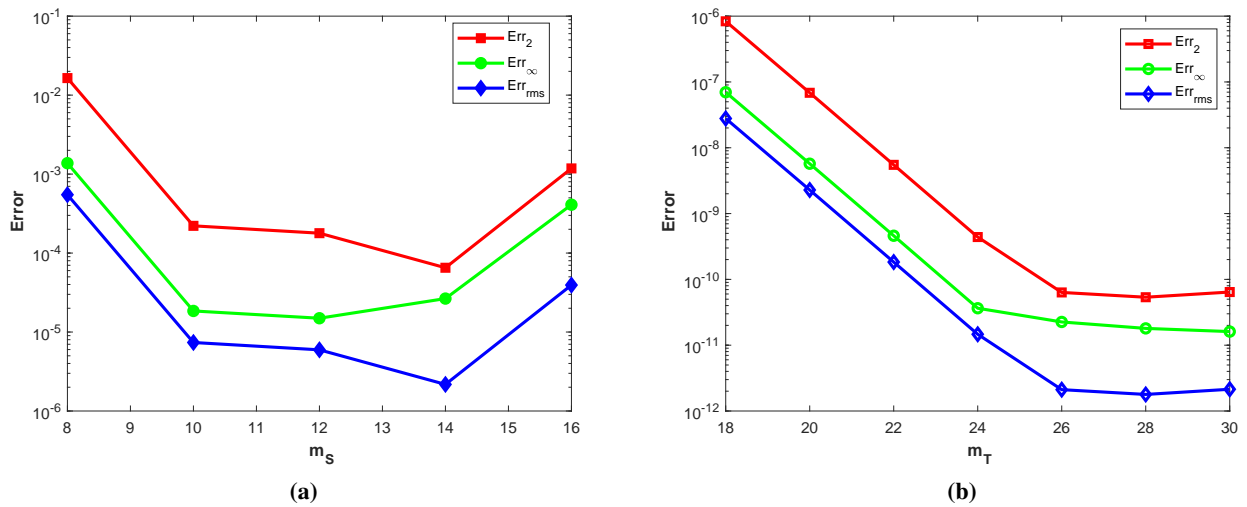 10^-1
10^-2
10^-3
10^-4
10^-5
10^-6
Error
8 9 10 11 12 13 14 15 16
m_S
Err_2
Err_∞
Err_rms
(a)
10^-6
10^-7
10^-8
10^-9
10^-10
10^-11
10^-12
Error
18 20 22 24 26 28 30
m_T
Err_2
Err_∞
Err_rms
(b)